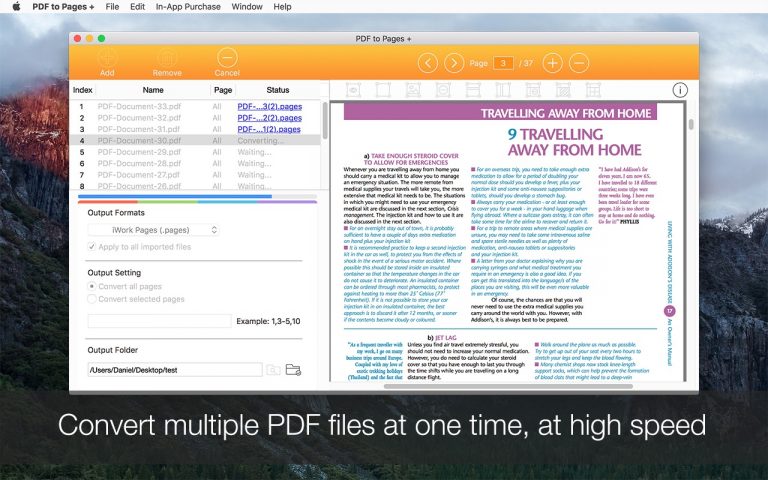 PDF to Pages + File Edit In-App Purchase Window Help
PDF to Pages +
Add Remove Cancel Page 3 / 37
Index Name Page Status
1 PDF-Document-33.pdf All PDF-...3(2).pages
2 PDF-Document-32.pdf All PDF-...2(2).pages
3 PDF-Document-31.pdf All PDF-...1(2).pages
4 PDF-Document-30.pdf All Converting...
5 PDF-Document-29.pdf All Waiting...
6 PDF-Document-28.pdf All Waiting...
7 PDF-Document-27.pdf All Waiting...
8 PDF-Document-26.pdf All Waiting...
Output Formats
iWork Pages (.pages)
Apply to all imported files
Output Setting
Convert all pages
Convert selected pages
Example: 1,3-5,10
Output Folder
/Users/Daniel/Desktop/test
TRAVELLING AWAY FROM HOME
9 TRAVELLING
AWAY FROM HOME
a) TAKE ENOUGH STEROID COVER
TO ALLOW FOR EMERGENCIES
Whenever you are travelling away from home you
should carry a medical kit to allow you to manage
an emergency situation. The more remote from
medical supplies your travels will take you, the more
extensive that medical kit needs to be. The situations
in which you might need to use your emergency
medical kit are discussed in the next section, Crisis
management. The injection kit and how to use it are
also discussed in the next section.
For an overnight stay out of town, it is probably
sufficient to have a couple of days extra medication
on hand plus your injection kit
It is recommended practice to keep a second injection
kit in the car as well, to protect you from the effects of
shock in the event of a serious motor accident. Where
possible this should be stored inside an insulated
container so that the temperature changes in the car
do not cause it to deteriorate. An insulated container
can be ordered through most pharmacists, to protect
against heating to more than 25° Celsius (77°
Fahrenheit). If it is not possible to store your car
injection kit in an insulated container, the best
approach is to discard it after 12 months, or sooner
if the contents become cloudy or coloured.
For an overseas trip, you need to take enough extra
medication to allow for a period of doubling your
normal dose should you develop a fever, plus your
injection kit and some anti-nausea suppositories or
tablets, should you develop a stomach bug.
Always carry your medication - or at least enough
to cover you for a week - in your hand luggage when
flying abroad. Where a suitcase goes astray, it can often
take some time for the airline to recover and return it.
For a trip to remote areas where medical supplies are
unsure, you may need to take some intravenous saline
and spare sterile needles as well as plenty of
medication, anti-nausea tablets or suppositories
and your injection kit.
A letter from your doctor explaining why you are
carrying syringes and what medical treatment you
require in an emergency is also a good idea. If you
can get this translated into the language/s of the
places you are visiting, this will be even more valuable
in an emergency.
Of course, the chances are that you will
never need to use the extra medical supplies you
carry around the world with you. However, with
Addison's, it is always best to be prepared.
"I have had Addison's for
eleven years. I am now 65.
I have travelled to 18 different
countries; some trips were
three weeks long. I have even
been travel leader for some
groups. Life is too short to
stay at home and do nothing.
Go for it!" PHYLLIS
LIVING WITH ADDISON'S DISEASE
17
An Owner's Manual
b) JET LAG
"As a frequent traveller with
my work, I go on many
business trips around Europe.
Coupled with my love of
exotic trekking holidays
(Thailand) and the fact that
Unless you find air travel extremely stressful, you
should not need to increase your normal medication.
However, you do need to calculate your steroid
cover so that you have enough to last you through
the time shifts while you are travelling on a long
distance flight.
Walk around the plane as much as possible.
Try to get up out of your seat every two hours to
stretch your legs and keep the blood flowing.
Many chemist shops now stock knee-length
support socks, which can help prevent the formation
of blood clots that might lead to a deep-vein
Convert multiple PDF files at one time, at high speed